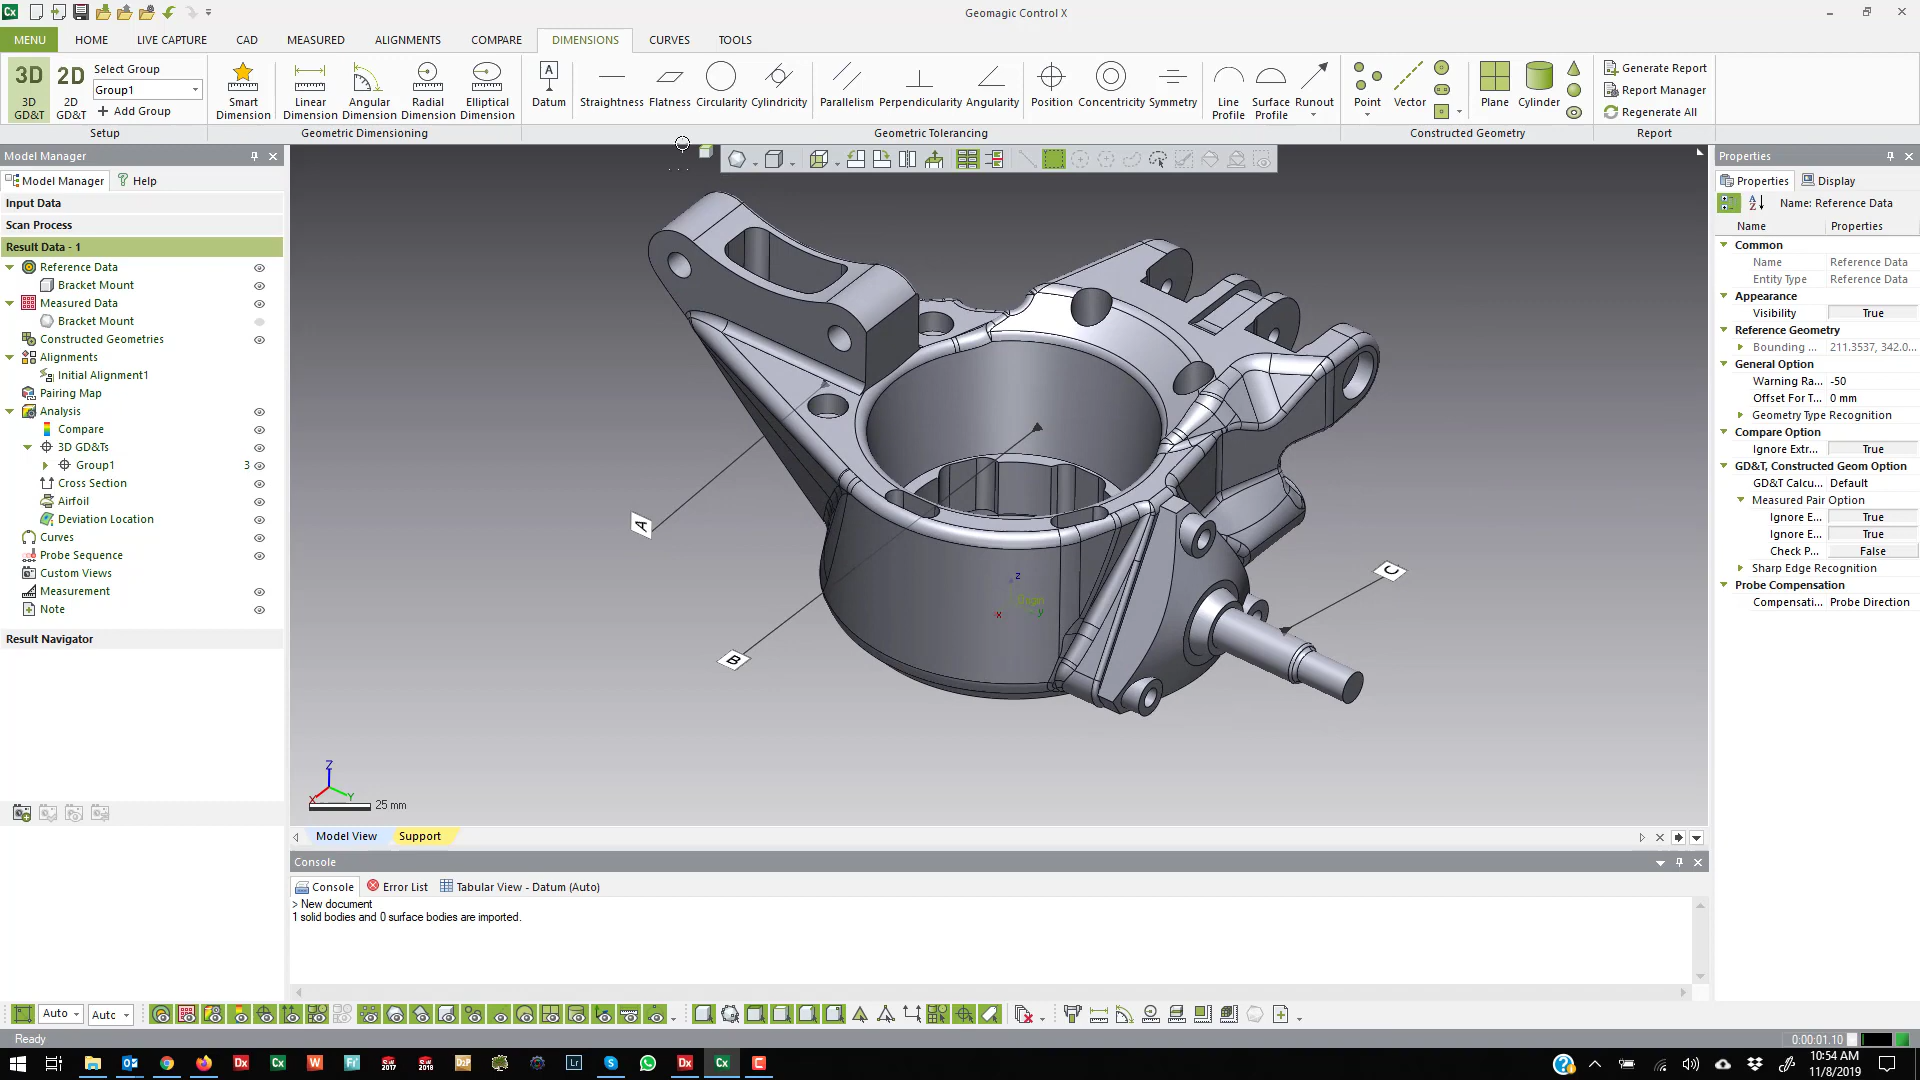 Cx
Geomagic Control X
MENU HOME LIVE CAPTURE CAD MEASURED ALIGNMENTS COMPARE DIMENSIONS CURVES TOOLS
3D 2D Select Group
Group1
Add Group
3D GD&T 2D GD&T
Setup
Smart Dimension Linear Dimension Angular Dimension Radial Dimension Elliptical Dimension
Geometric Dimensioning
A
Datum Straightness Flatness Circularity Cylindricity Parallelism Perpendicularity Angularity Position Concentricity Symmetry Line Profile Surface Profile Runout
Geometric Tolerancing
Point Vector Plane Cylinder
Constructed Geometry
Generate Report
Report Manager
Regenerate All
Report
Model Manager
Model Manager Help
Input Data
Scan Process
Result Data - 1
Reference Data
Bracket Mount
Measured Data
Bracket Mount
Constructed Geometries
Alignments
Initial Alignment1
Pairing Map
Analysis
Compare
3D GD&Ts
Group1 3
Cross Section
Airfoil
Deviation Location
Curves
Probe Sequence
Custom Views
Measurement
Note
Result Navigator
A
B
C
z
Origin
x y
Z
X Y
25 mm
Model View Support
Console
Console Error List Tabular View - Datum (Auto)
> New document
1 solid bodies and 0 surface bodies are imported.
Properties
Properties Display
Name: Reference Data
Name Properties
Common
Name Reference Data
Entity Type Reference Data
Appearance
Visibility True
Reference Geometry
Bounding ... 211.3537, 342.0...
General Option
Warning Ra... -50
Offset For T... 0 mm
Geometry Type Recognition
Compare Option
Ignore Extr... True
GD&T, Constructed Geom Option
GD&T Calcu... Default
Measured Pair Option
Ignore E... True
Ignore E... True
Check P... False
Sharp Edge Recognition
Probe Compensation
Compensati... Probe Direction
Auto Autc
Ready
0:00:01.10
Dx Cx W Fr 2017 2018 Lr S Dx Cx C
10:54 AM
11/8/2019